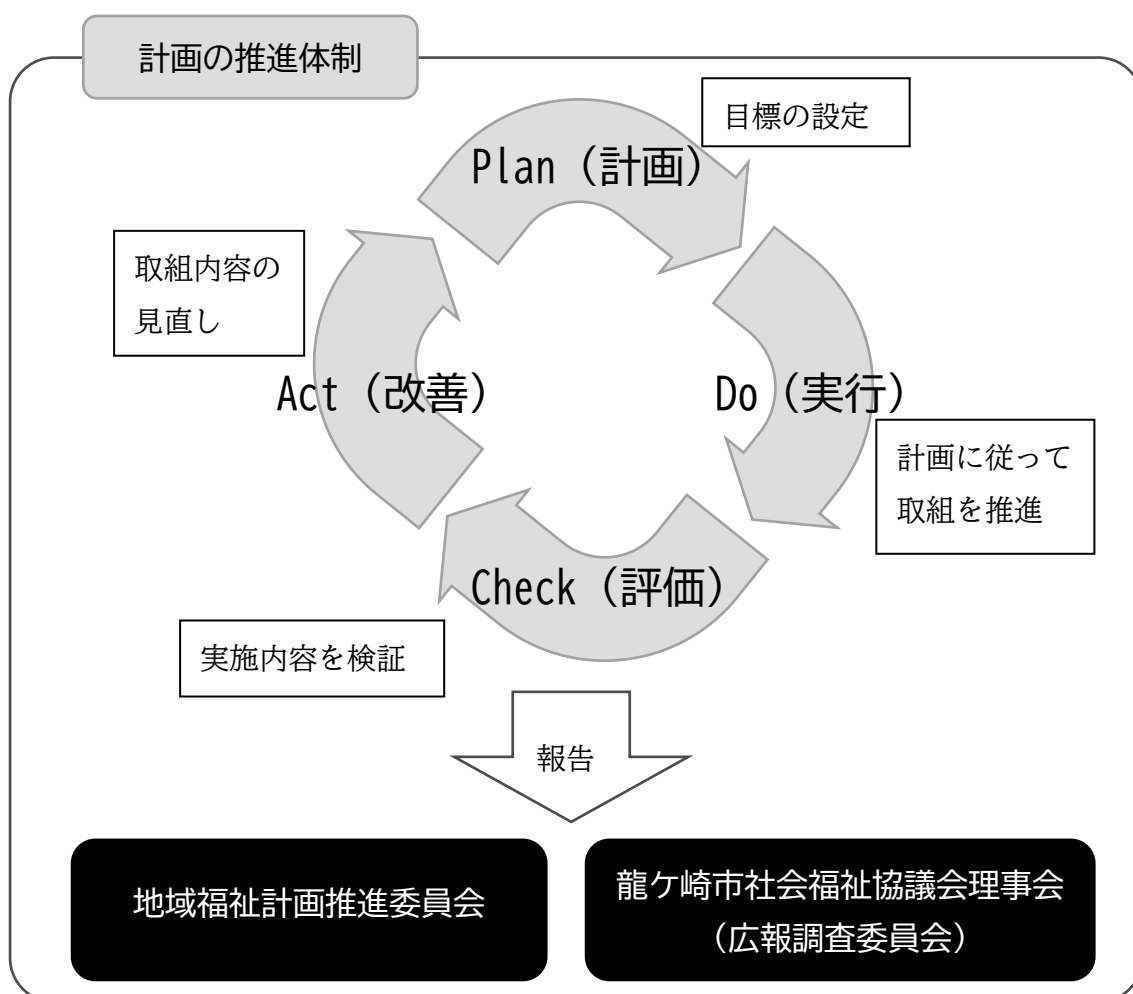 計画の推進体制
Plan（計画）
目標の設定
取組内容の
見直し
Act（改善）
Do（実行）
計画に従って
取組を推進
Check（評価）
実施内容を検証
報告
地域福祉計画推進委員会
龍ケ崎市社会福祉協議会理事会
（広報調査委員会）